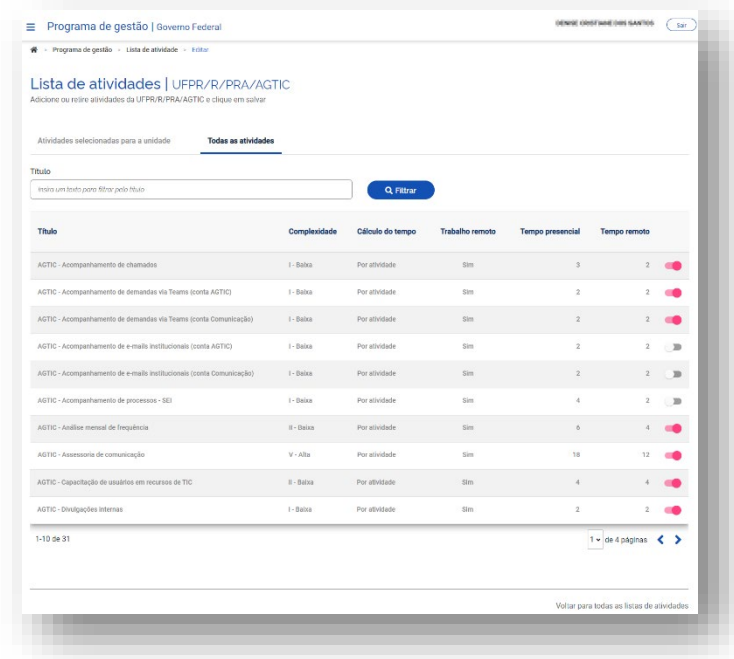 Programa de gestão | Governo Federal
DENISE CRISTIANE DOS SANTOS
Sair
Programa de gestão
Lista de atividade
Editar
Lista de atividades | UFPR/R/PRA/AGTIC
Adicione ou retire atividades da UFPR/R/PRA/AGTIC e clique em salvar
Atividades selecionadas para a unidade Todas as atividades
Título
Insira um texto para filtrar pelo título
Filtrar
Título Complexidade Cálculo do tempo Trabalho remoto Tempo presencial Tempo remoto
AGTIC - Acompanhamento de chamados I - Baixa Por atividade Sim 3 2
AGTIC - Acompanhamento de demandas via Teams (conta AGTIC) I - Baixa Por atividade Sim 2 2
AGTIC - Acompanhamento de demandas via Teams (conta Comunicação) I - Baixa Por atividade Sim 2 2
AGTIC - Acompanhamento de e-mails institucionais (conta AGTIC) I - Baixa Por atividade Sim 2 2
AGTIC - Acompanhamento de e-mails institucionais (conta Comunicação) I - Baixa Por atividade Sim 2 2
AGTIC - Acompanhamento de processos - SEI I - Baixa Por atividade Sim 4 2
AGTIC - Análise mensal de frequência II - Baixa Por atividade Sim 6 4
AGTIC - Assessoria de comunicação V - Alta Por atividade Sim 18 12
AGTIC - Capacitação de usuários em recursos de TIC II - Baixa Por atividade Sim 4 4
AGTIC - Divulgações internas I - Baixa Por atividade Sim 2 2
1-10 de 31
1 de 4 páginas
Voltar para todas as listas de atividades